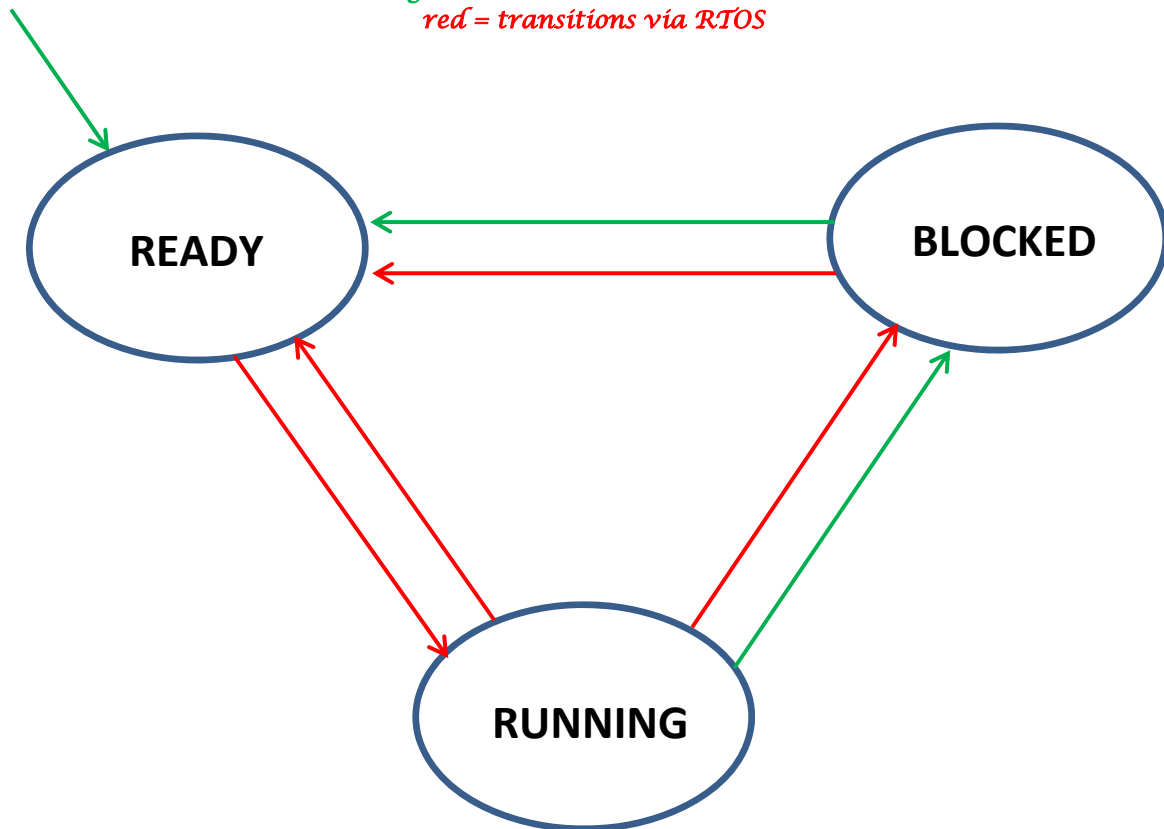 red = transitions via RTOS
READY
BLOCKED
RUNNING